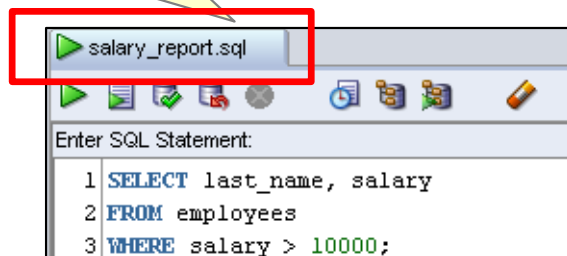 salary_report.sql
Enter SQL Statement:
1 SELECT last_name, salary
2 FROM employees
3 WHERE salary > 10000;